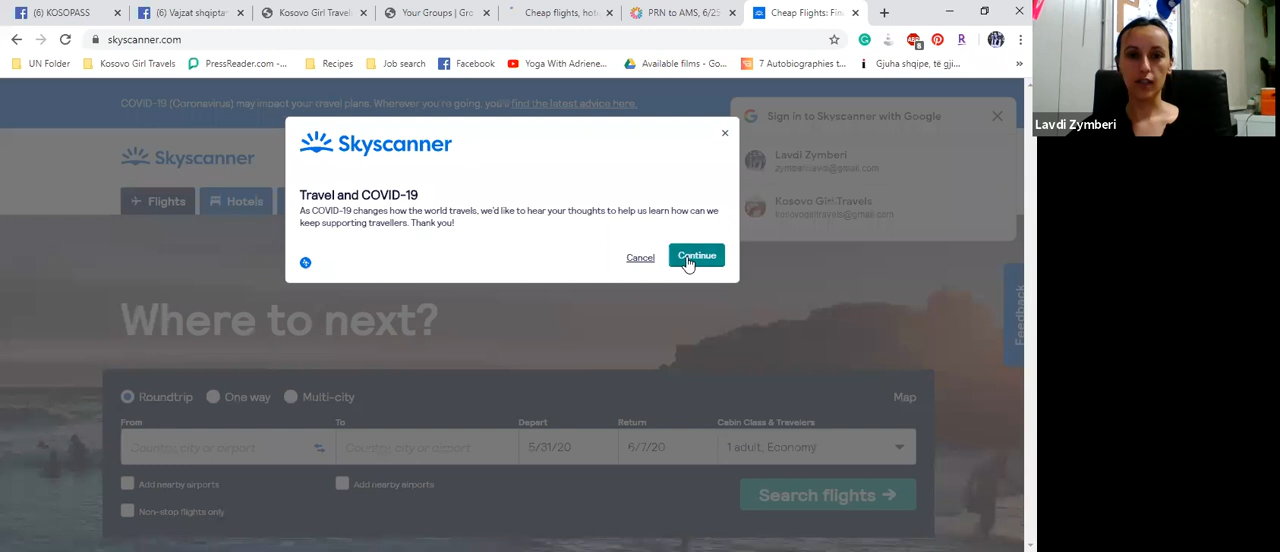 (6) KOSOPASS
(6) Vajzat shqiptar
Kosovo Girl Travels
Your Groups | Gro
Cheap flights, hote
PRN to AMS, 6/25
Cheap Flights: Fin
skyscanner.com
UN Folder
Kosovo Girl Travels
PressReader.com -...
Recipes
Job search
Facebook
Yoga With Adriene...
Available films - Go...
7 Autobiographies t...
Gjuha shqipe, të gji...
COVID-19 (Coronavirus) may impact your travel plans. Wherever you're going, you'll find the latest advice here.
Sign in to Skyscanner with Google
Lavdi Zymberi
Kosovo Girl Travels
kosovogirltravels@gmail.com
Skyscanner
Flights
Hotels
Skyscanner
Travel and COVID-19
As COVID-19 changes how the world travels, we'd like to hear your thoughts to help us learn how can we
keep supporting travellers. Thank you!
Cancel
Continue
Where to next?
Feedback
Roundtrip
One way
Multi-city
Map
From
To
Depart
Return
Cabin Class & Travelers
Country, city or airport
Country, city or airport
5/31/20
6/7/20
1 adult, Economy
Add nearby airports
Add nearby airports
Non-stop flights only
Search flights
Lavdi Zymberi